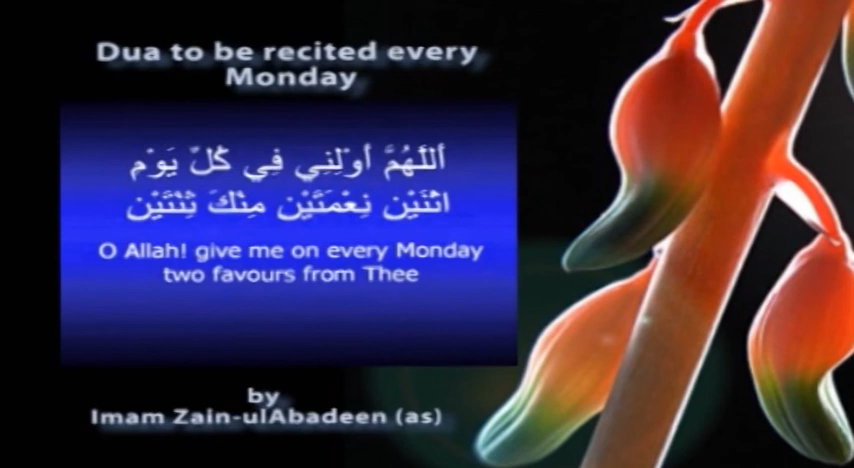 Dua to be recited every
Monday
أَللّٰهُمَّ أَوْلِنِي فِي كُلِّ يَوْمِ
اثْنَيْنِ نِعْمَتَيْنِ مِنْكَ ثِنْتَيْنِ
O Allah! give me on every Monday
two favours from Thee
by
Imam Zain-ulAbadeen (as)